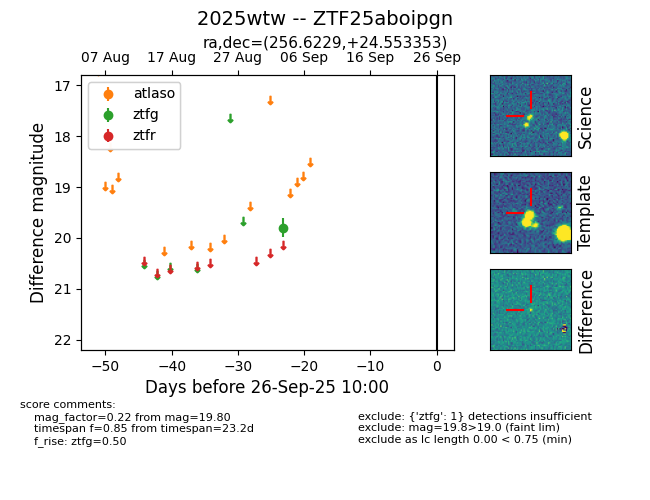 2025wtw -- ZTF25aboipgn
ra,dec=(256.6229,+24.553353)
07 Aug 17 Aug 27 Aug 06 Sep 16 Sep 26 Sep
atlaso
ztfg
ztfr
17
18
19
20
21
22
Difference magnitude
−50 −40 −30 −20 −10 0
Days before 26-Sep-25 10:00
Science
Template
Difference
score comments:
mag_factor=0.22 from mag=19.80
timespan f=0.85 from timespan=23.2d
f_rise: ztfg=0.50
exclude: {'ztfg': 1} detections insufficient
exclude: mag=19.8>19.0 (faint lim)
exclude as lc length 0.00 < 0.75 (min)